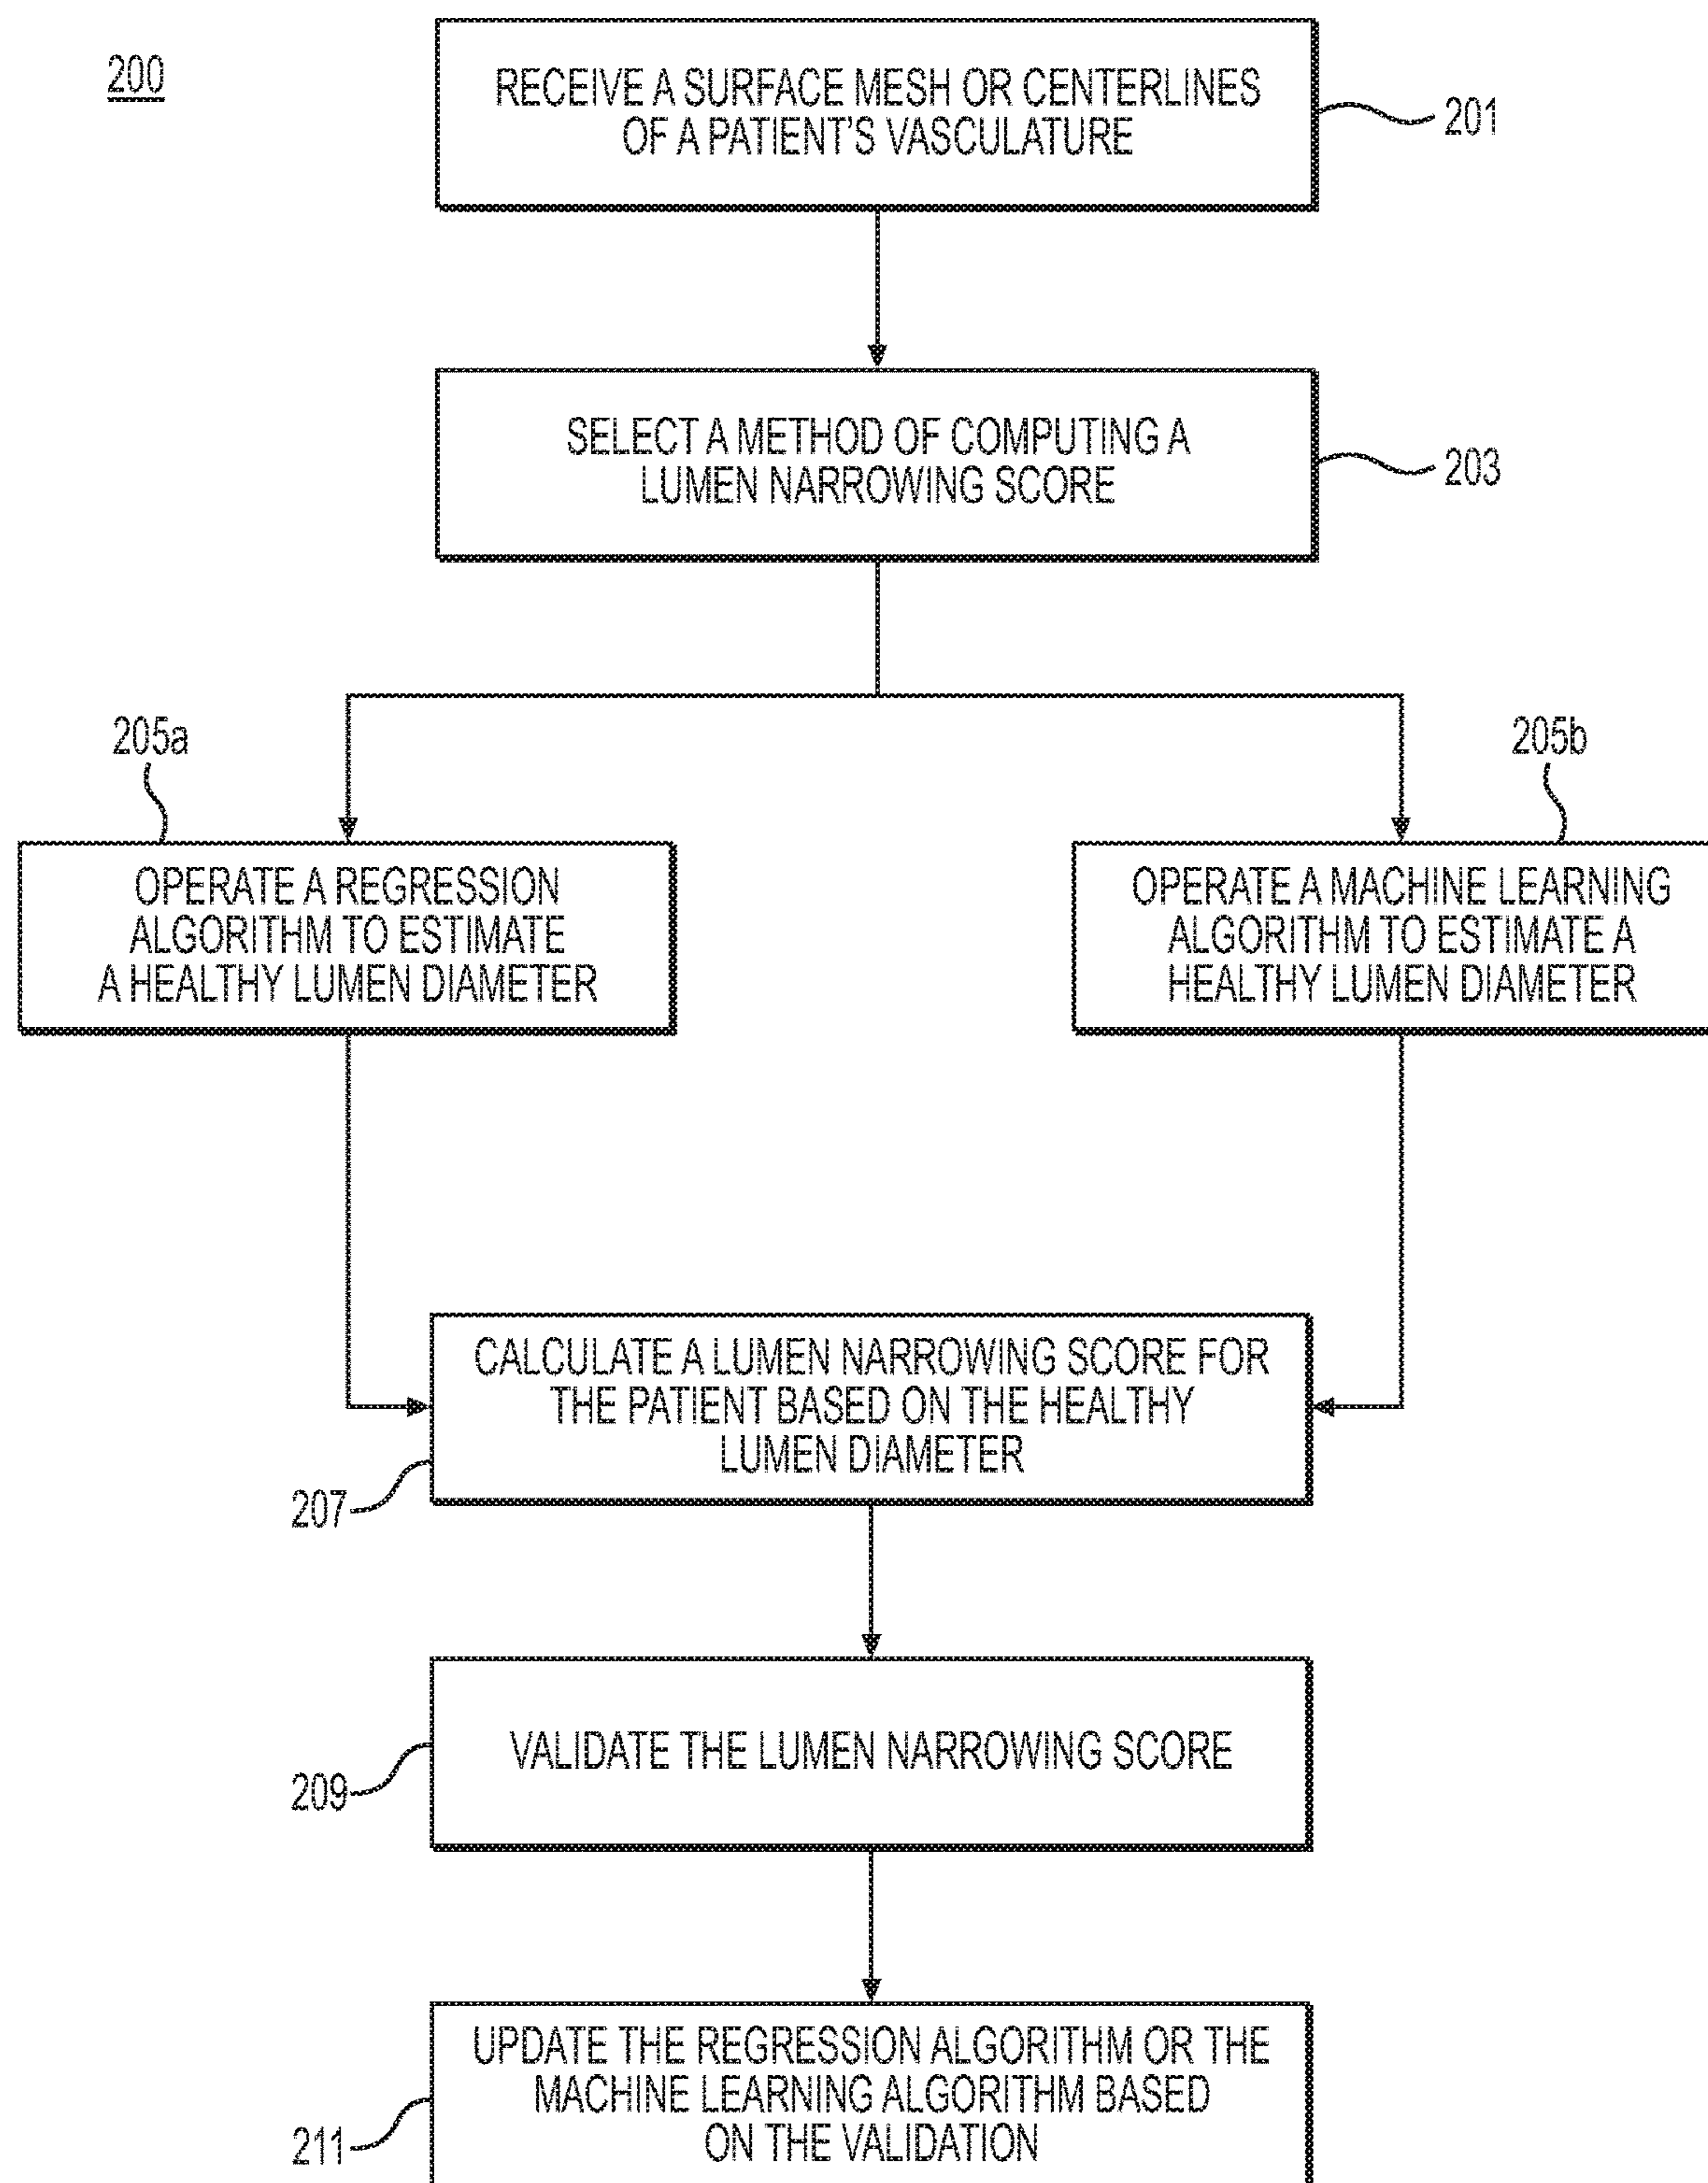 200
RECEIVE A SURFACE MESH OR CENTERLINES
OF A PATIENT'S VASCULATURE
201
SELECT A METHOD OF COMPUTING A
LUMEN NARROWING SCORE
203
205a
205b
OPERATE A REGRESSION
ALGORITHM TO ESTIMATE
A HEALTHY LUMEN DIAMETER
OPERATE A MACHINE LEARNING
ALGORITHM TO ESTIMATE A
HEALTHY LUMEN DIAMETER
CALCULATE A LUMEN NARROWING SCORE FOR
THE PATIENT BASED ON THE HEALTHY
LUMEN DIAMETER
207
VALIDATE THE LUMEN NARROWING SCORE
209
UPDATE THE REGRESSION ALGORITHM OR THE
MACHINE LEARNING ALGORITHM BASED
ON THE VALIDATION
211